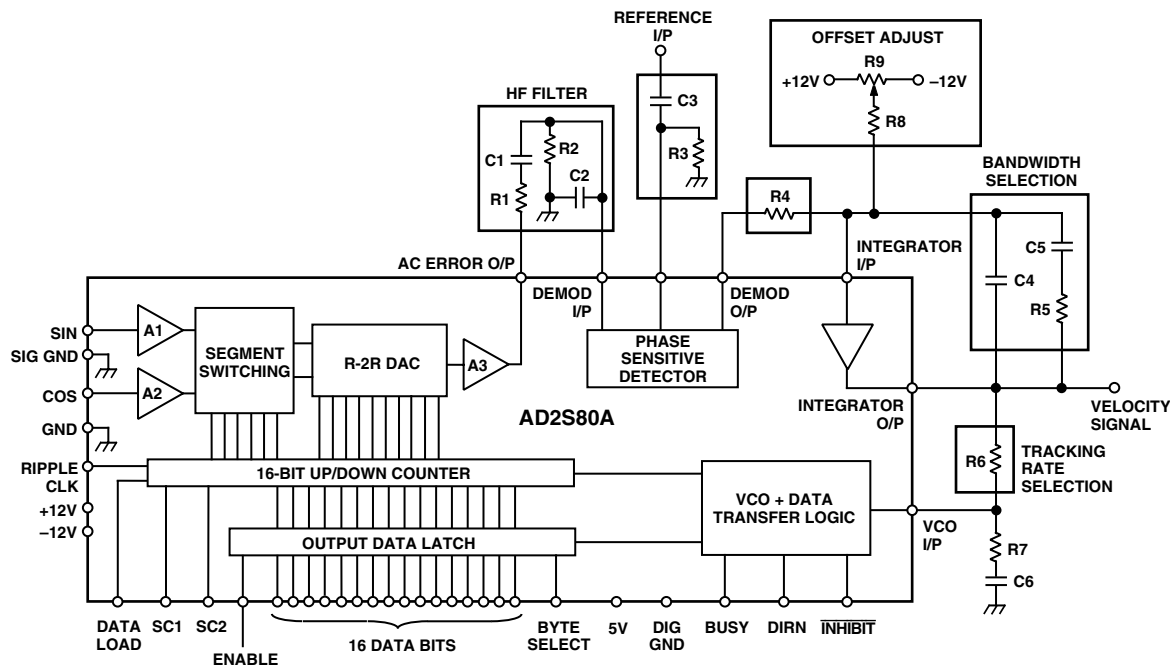 REFERENCE
I/P
OFFSET ADJUST
R9
+12V
–12V
R8
HF FILTER
C3
R3
C1
R2
C2
R1
R4
BANDWIDTH
SELECTION
C5
C4
R5
AC ERROR O/P
DEMOD
I/P
DEMOD
O/P
INTEGRATOR
I/P
SIN
SIG GND
COS
GND
RIPPLE
CLK
+12V
–12V
A1
A2
SEGMENT
SWITCHING
R-2R DAC
A3
PHASE
SENSITIVE
DETECTOR
AD2S80A
INTEGRATOR
O/P
VELOCITY
SIGNAL
R6
TRACKING
RATE
SELECTION
16-BIT UP/DOWN COUNTER
VCO + DATA
TRANSFER LOGIC
VCO
I/P
OUTPUT DATA LATCH
R7
C6
DATA
LOAD
SC1
SC2
ENABLE
16 DATA BITS
BYTE
SELECT
5V
DIG
GND
BUSY
DIRN
INHIBIT